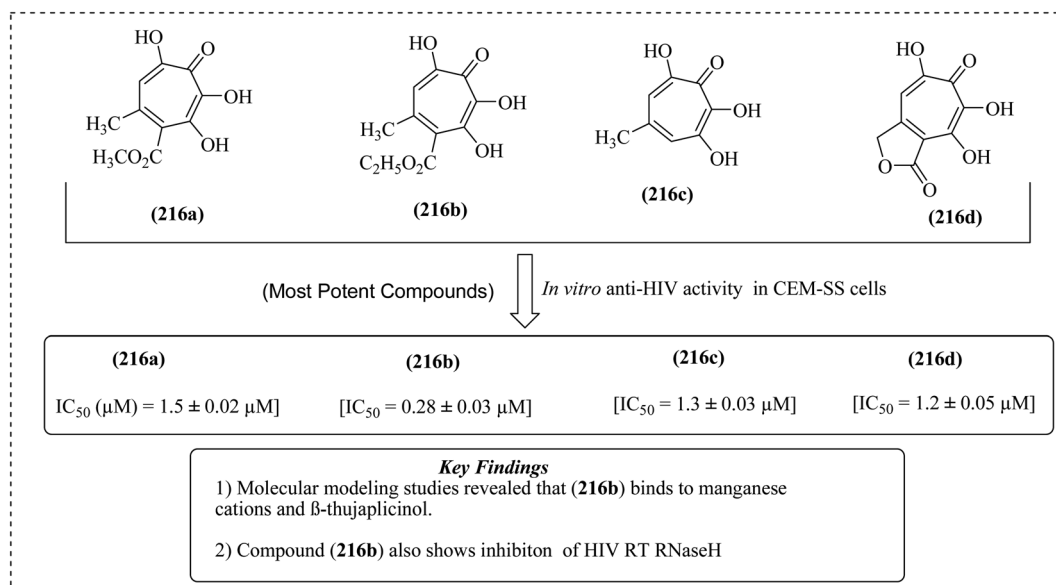 HO
O
OH
OH
H₃C
H₃CO₂C
(216a)
HO
O
OH
OH
H₃C
C₂H₅O₂C
(216b)
HO
O
OH
OH
H₃C
(216c)
HO
O
OH
OH
O
O
(216d)
(Most Potent Compounds)
In vitro anti-HIV activity in CEM-SS cells
(216a) (216b) (216c) (216d)
IC₅₀ (µM) = 1.5 ± 0.02 µM] [IC₅₀ = 0.28 ± 0.03 µM] [IC₅₀ = 1.3 ± 0.03 µM] [IC₅₀ = 1.2 ± 0.05 µM]
Key Findings
1) Molecular modeling studies revealed that (216b) binds to manganese
cations and ß-thujaplicinol.
2) Compound (216b) also shows inhibiton of HIV RT RNaseH